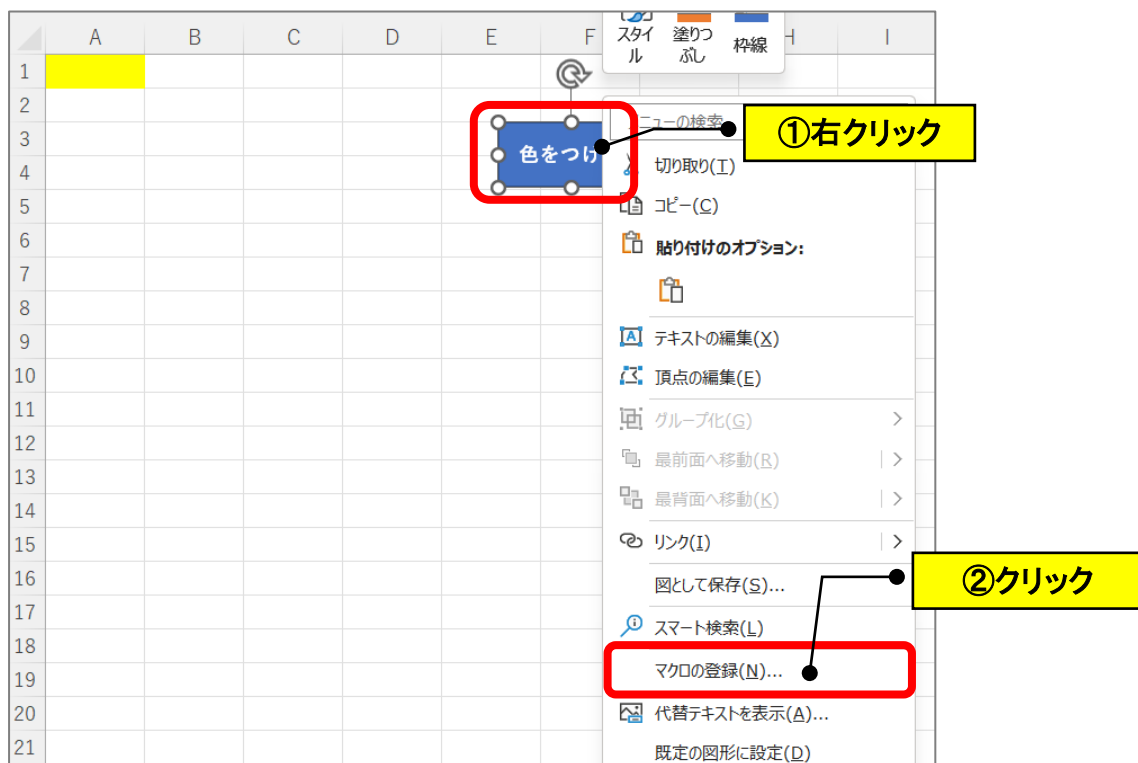 スタイ
ル
塗りつ
ぶし
枠線
A B C D E F H I
1
2
3
4
5
6
7
8
9
10
11
12
13
14
15
16
17
18
19
20
21
色をつけ
ニューの検索
①右クリック
切り取り(T)
コピー(C)
貼り付けのオプション:
テキストの編集(X)
頂点の編集(E)
グループ化(G)
最前面へ移動(R)
最背面へ移動(K)
リンク(I)
図として保存(S)...
②クリック
スマート検索(L)
マクロの登録(N)...
代替テキストを表示(A)...
既定の図形に設定(D)